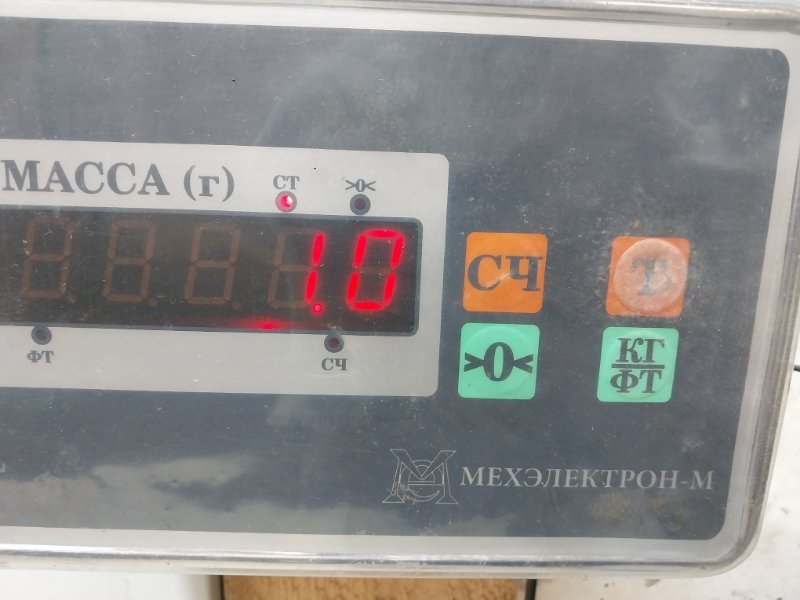 МАССА (г)
СТ >0<
1.0
ФТ СЧ
СЧ Т
>0< КГ
ФТ
МЕХЭЛЕКТРОН-М